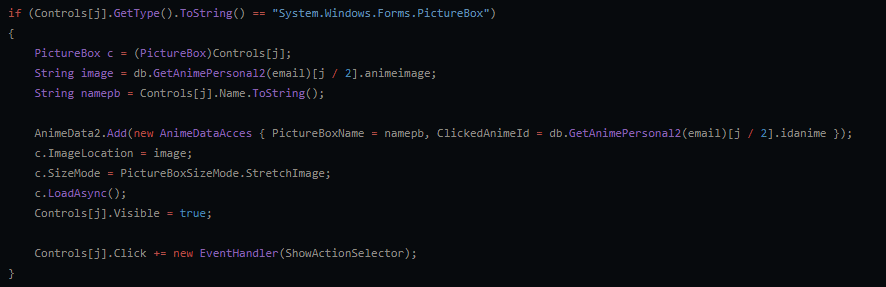 if (Controls[j].GetType().ToString() == "System.Windows.Forms.PictureBox")
{
PictureBox c = (PictureBox)Controls[j];
String image = db.GetAnimePersonal2(email)[j / 2].animeimage;
String namepb = Controls[j].Name.ToString();
AnimeData2.Add(new AnimeDataAcces { PictureBoxName = namepb, ClickedAnimeId = db.GetAnimePersonal2(email)[j / 2].idanime });
c.ImageLocation = image;
c.SizeMode = PictureBoxSizeMode.StretchImage;
c.LoadAsync();
Controls[j].Visible = true;
Controls[j].Click += new EventHandler(ShowActionSelector);
}